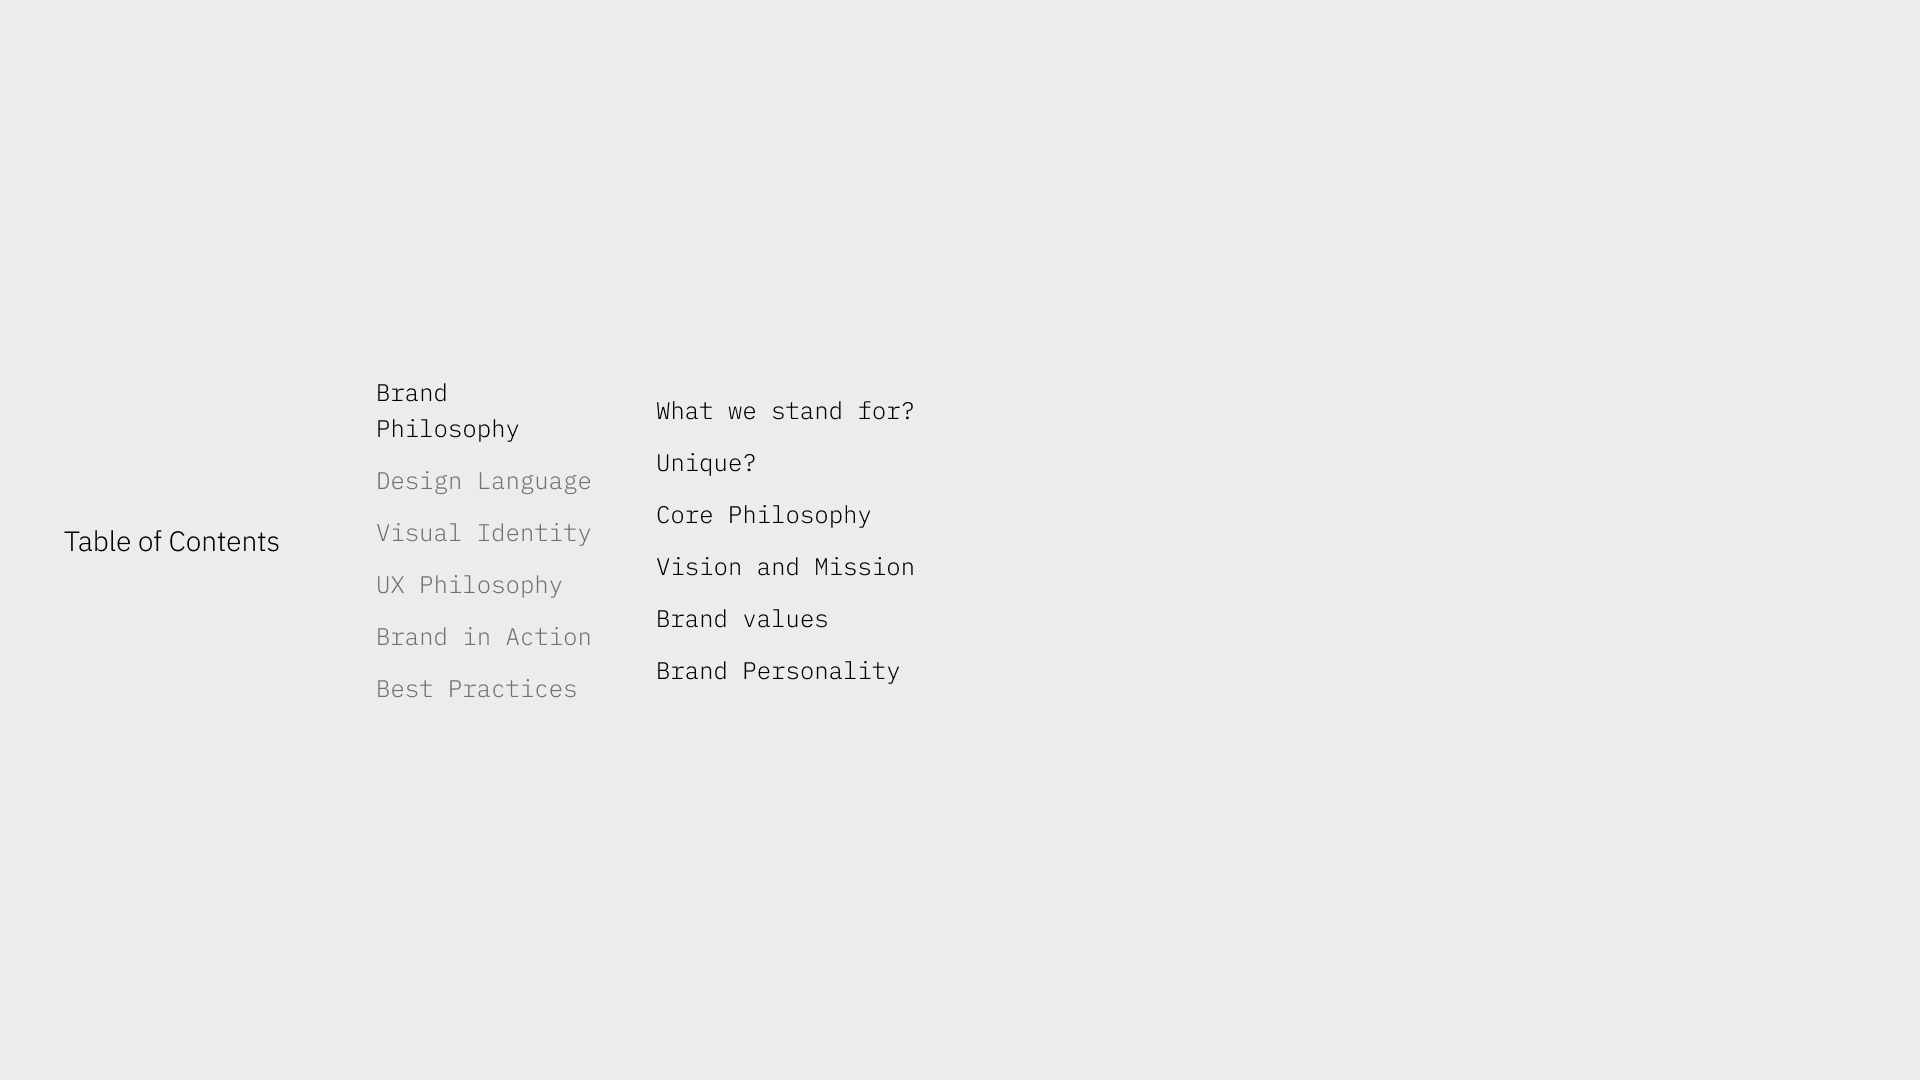 Table of Contents
Brand
Philosophy
Design Language
Visual Identity
UX Philosophy
Brand in Action
Best Practices
What we stand for?
Unique?
Core Philosophy
Vision and Mission
Brand values
Brand Personality